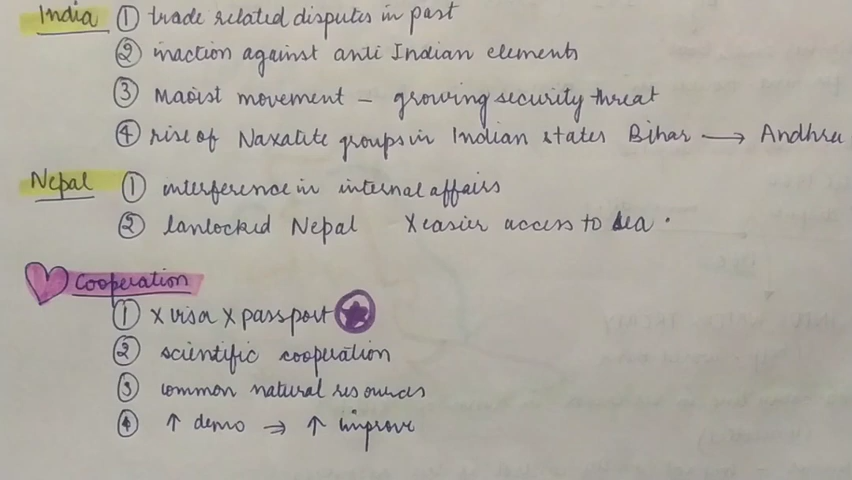 India ① trade related disputes in past
② inaction against anti Indian elements
③ Maoist movement – growing security threat
④ rise of Naxalite groups in Indian states Bihar → Andhra
Nepal ① interference in internal affairs
② lanlocked Nepal X easier access to sea.
Cooperation
① X visa X passport
② scientific cooperation
③ common natural resources
④ ↑ demo → ↑ improve